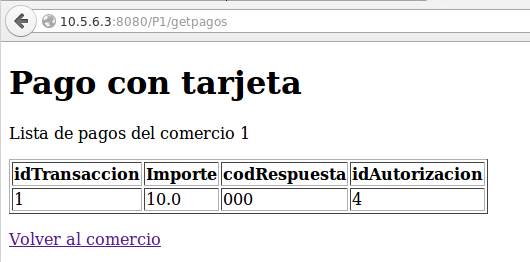 10.5.6.3:8080/P1/getpagos
Pago con tarjeta
Lista de pagos del comercio 1
idTransaccion Importe codRespuesta idAutorizacion
1 10.0 000 4
Volver al comercio